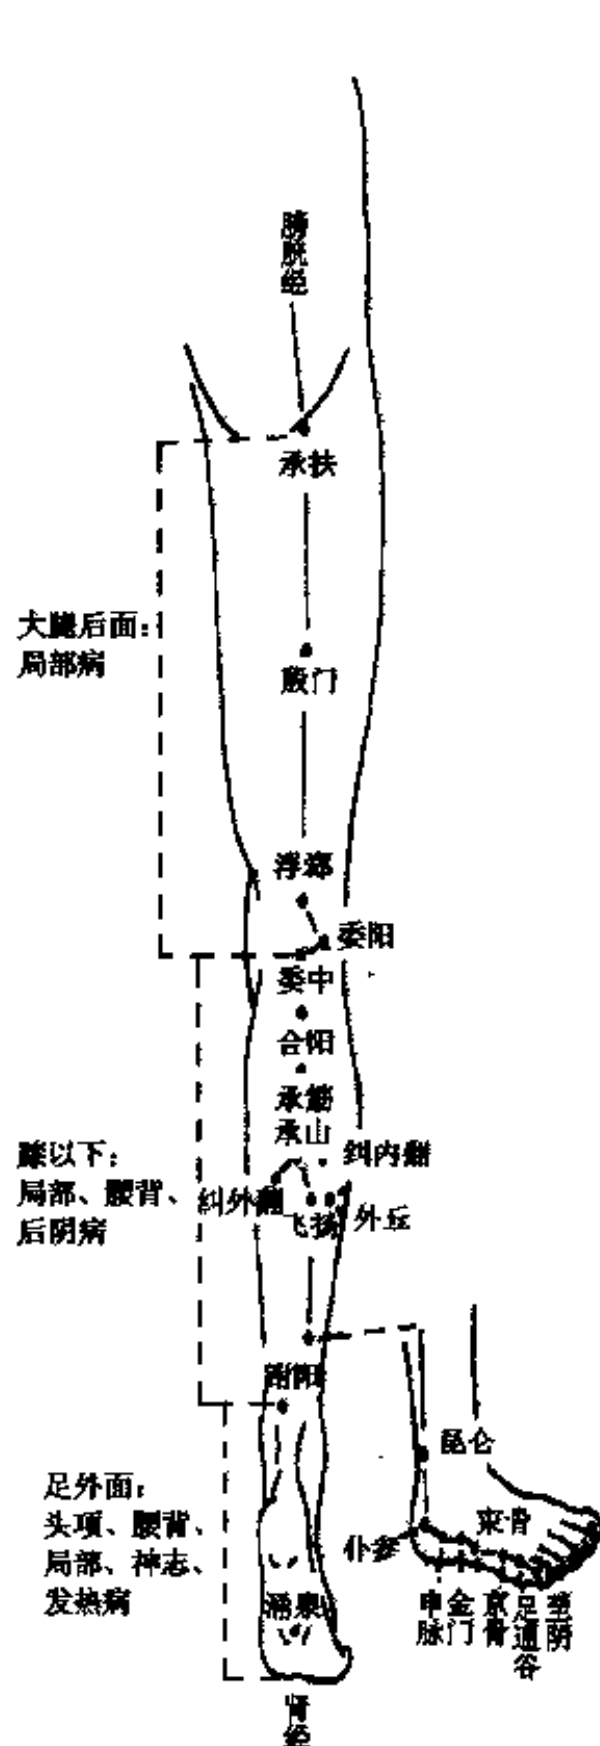 膀胱经
承扶
大腿后面：
局部病
殷门
浮郄
委阳
委中
合阳
承筋
承山
膝以下：
局部、腰背、
后阴病
纠内翻
纠外翻
飞扬
外丘
跗阳
昆仑
足外面：
头项、腰背、
局部、神志、
发热病
仆参
束骨
申脉
金门
京骨
足通谷
至阴
涌泉
肾经